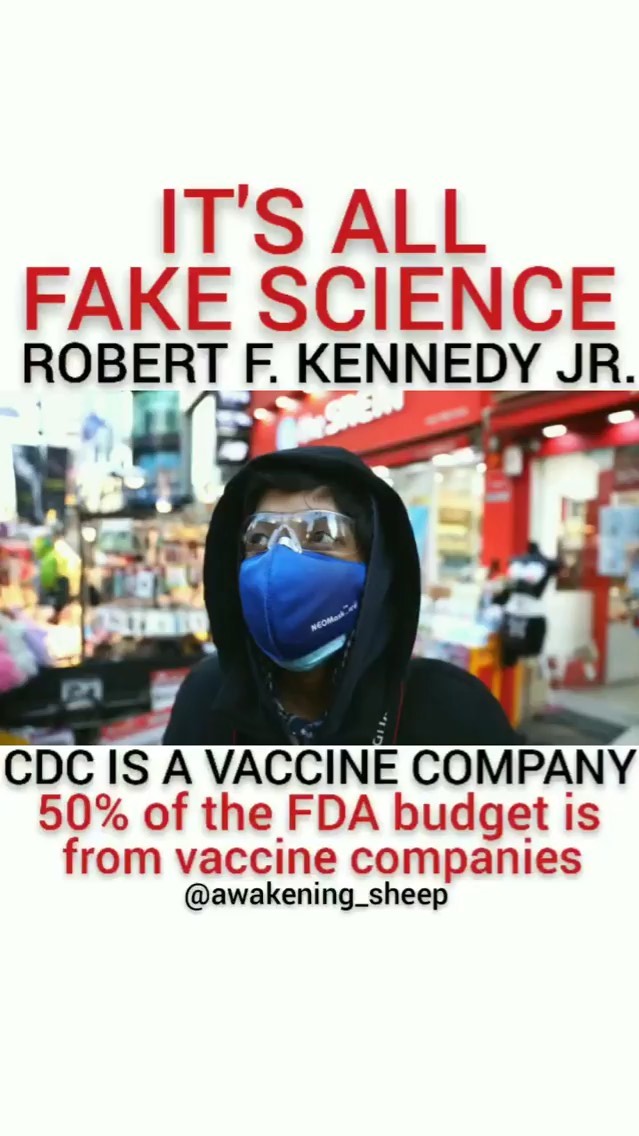 IT'S ALL
FAKE SCIENCE
ROBERT F. KENNEDY JR.
NEOMask
CDC IS A VACCINE COMPANY
50% of the FDA budget is
from vaccine companies
@awakening_sheep